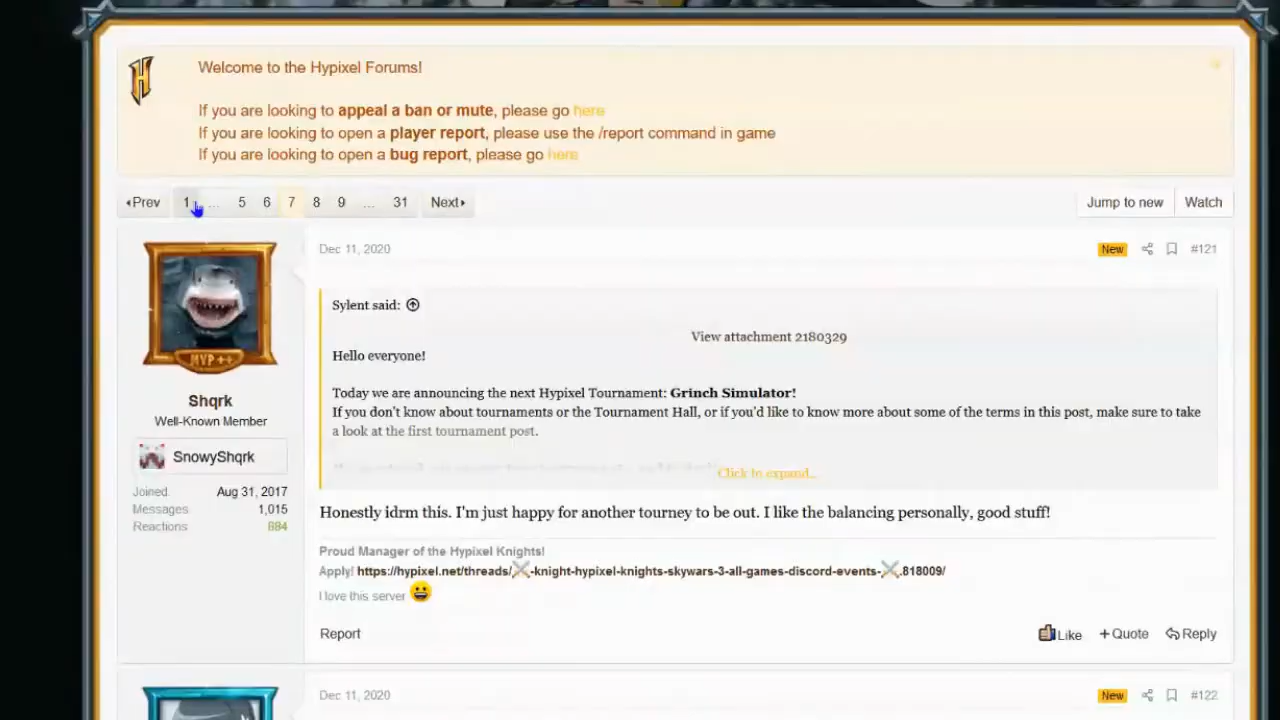 Welcome to the Hypixel Forums!
If you are looking to appeal a ban or mute, please go here
If you are looking to open a player report, please use the /report command in game
If you are looking to open a bug report, please go here
Prev 1 ... 5 6 7 8 9 ... 31 Next
Jump to new Watch
MVP ++
Shqrk
Well-Known Member
SnowyShqrk
Joined Aug 31, 2017
Messages 1,015
Reactions 884
Dec 11, 2020 New #121
Sylent said:
View attachment 2180329
Hello everyone!
Today we are announcing the next Hypixel Tournament: Grinch Simulator!
If you don't know about tournaments or the Tournament Hall, or if you'd like to know more about some of the terms in this post, make sure to take
a look at the first tournament post.
Click to expand...
Honestly idrm this. I'm just happy for another tourney to be out. I like the balancing personally, good stuff!
Proud Manager of the Hypixel Knights!
Apply! https://hypixel.net/threads/⚔-knight-hypixel-knights-skywars-3-all-games-discord-events-⚔.818009/
I love this server 😀
Report Like + Quote Reply
Dec 11, 2020 New #122